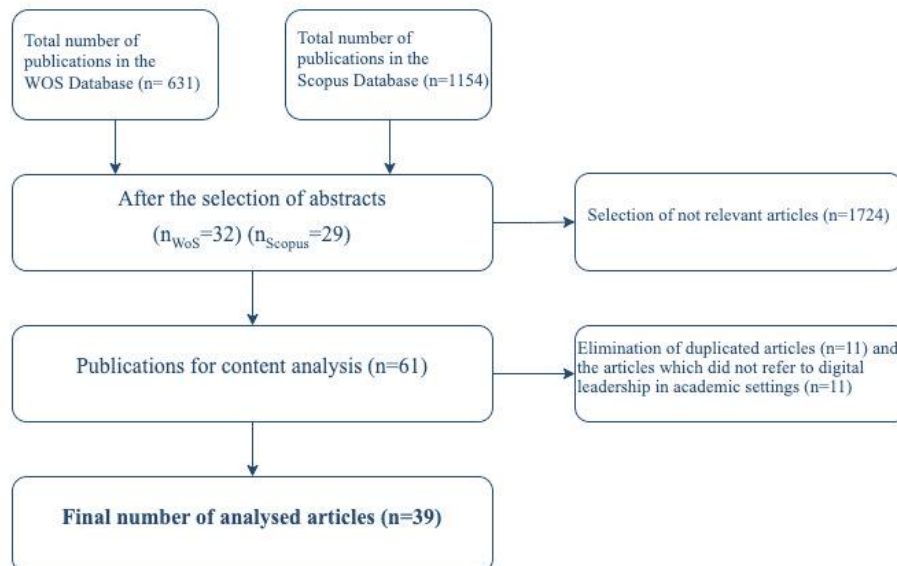 Total number of
publications in the
WOS Database (n= 631)
Total number of
publications in the
Scopus Database (n=1154)
After the selection of abstracts
(nWoS=32) (nScopus=29)
Selection of not relevant articles (n=1724)
Publications for content analysis (n=61)
Elimination of duplicated articles (n=11) and
the articles which did not refer to digital
leadership in academic settings (n=11)
Final number of analysed articles (n=39)